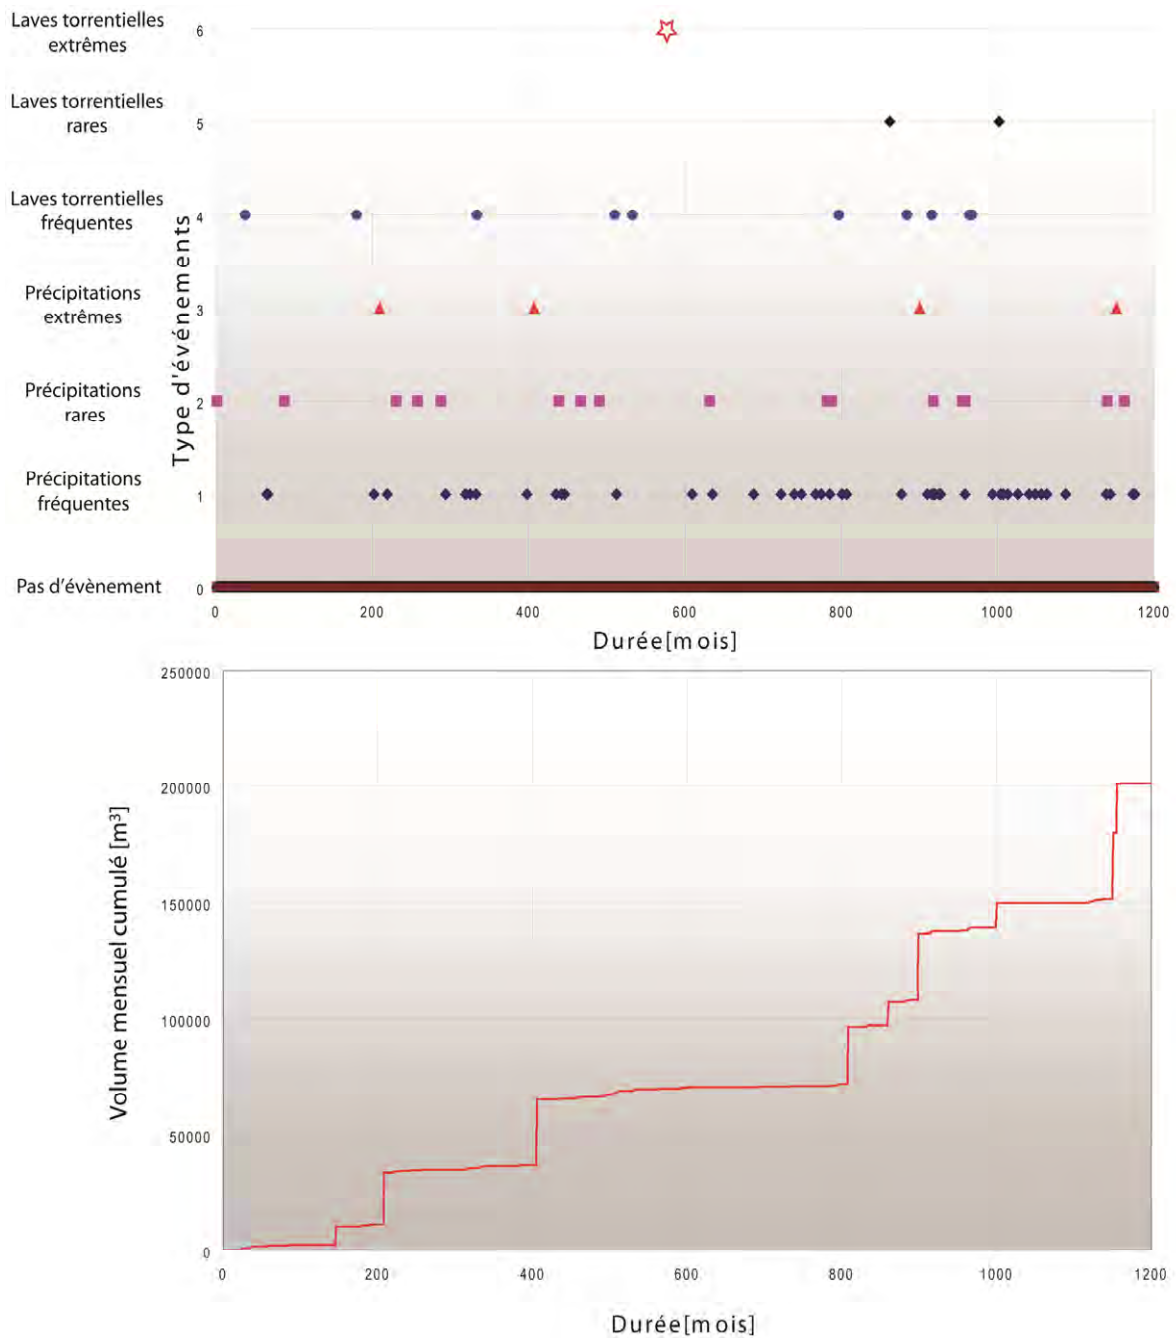 Laves torrentielles
extrêmes
6
Laves torrentielles
rares
5
Laves torrentielles
fréquentes
4
Précipitations
extrêmes
3
Précipitations
rares
2
Précipitations
fréquentes
1
Pas d'évènement
0
Type d'événements
0 200 400 600 800 1000 1200
Durée[mois]
250000
200000
150000
100000
50000
0
Volume mensuel cumulé [m³]
0 200 400 600 800 1000 1200
Durée[mois]